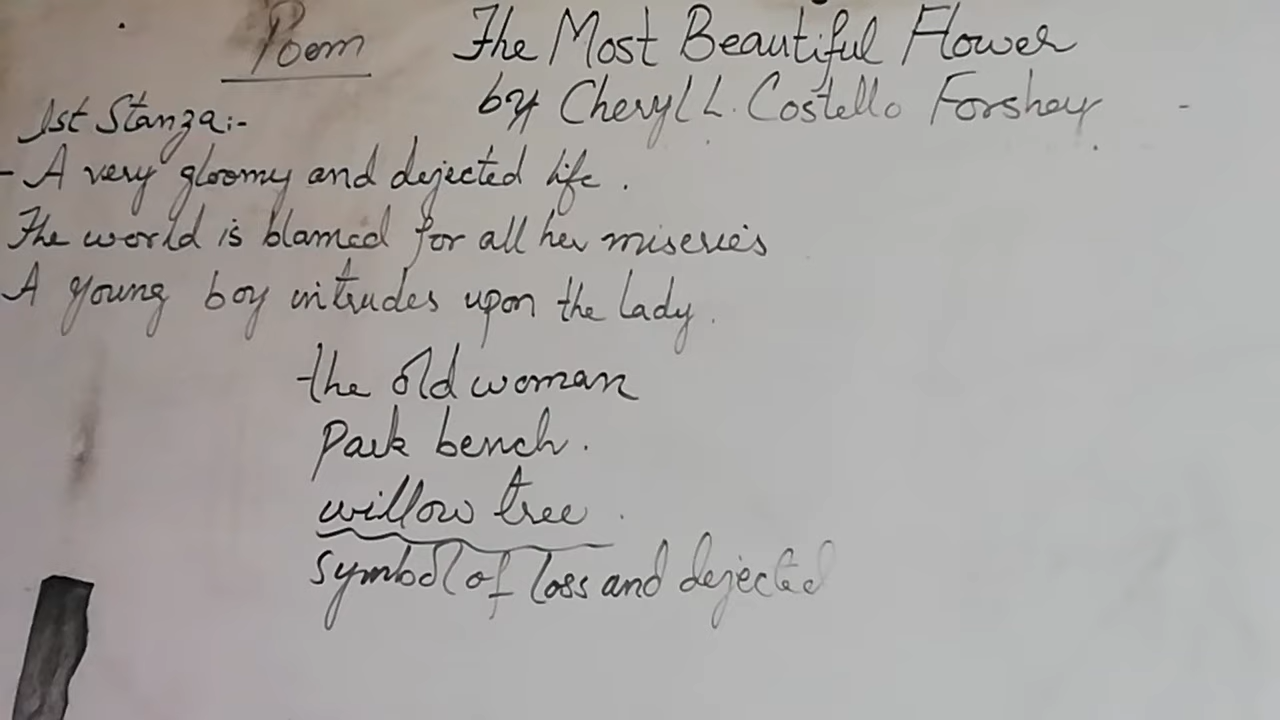 Poem The Most Beautiful Flower
by Cheryl L. Costello Forshey
1st Stanza:-
- A very gloomy and dejected life.
The world is blamed for all her miseries
A young boy intrudes upon the lady.
the old woman
Park bench.
willow tree.
symbol of loss and dejected